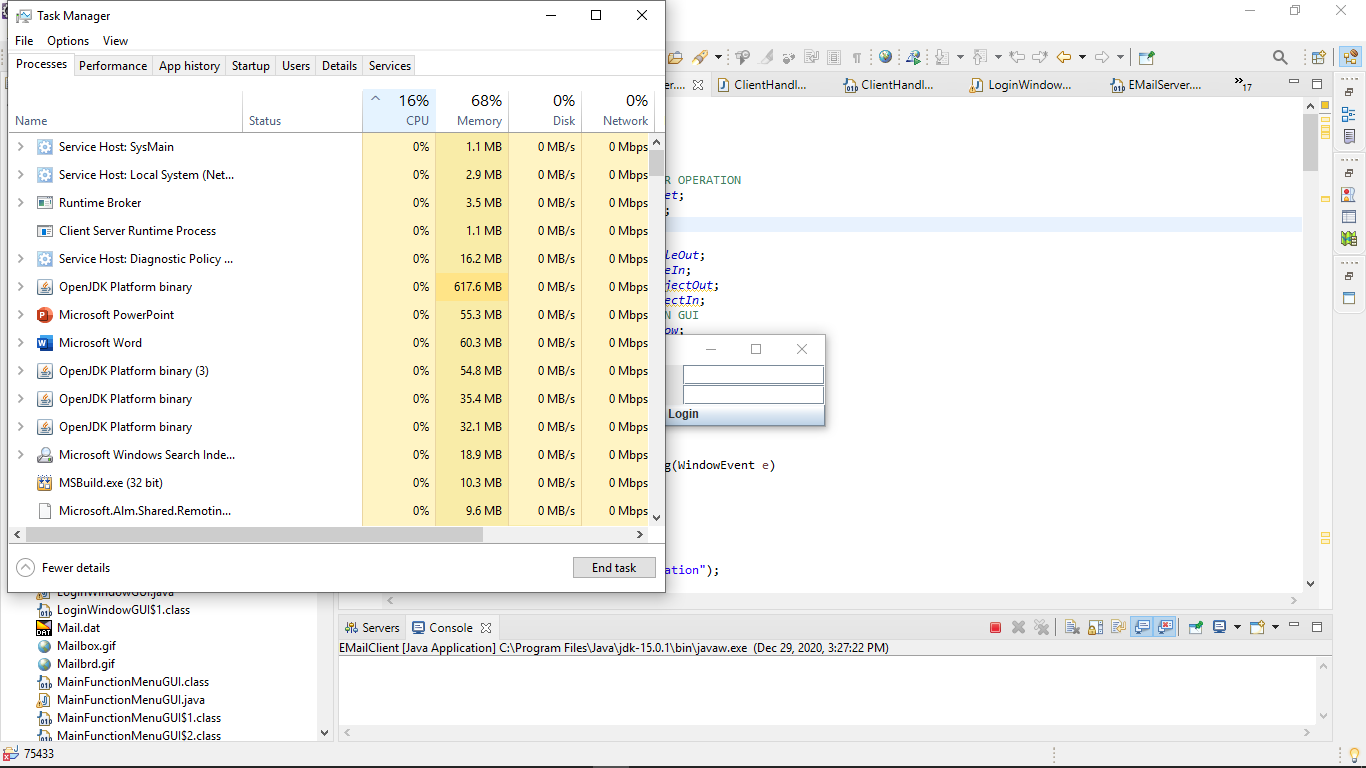 Task Manager
File Options View
Processes Performance App history Startup Users Details Services
16% 68% 0% 0%
Name Status CPU Memory Disk Network
Service Host: SysMain 0% 1.1 MB 0 MB/s 0 Mbps
Service Host: Local System (Net... 0% 2.9 MB 0 MB/s 0 Mbps
Runtime Broker 0% 3.5 MB 0 MB/s 0 Mbps
Client Server Runtime Process 0% 1.1 MB 0 MB/s 0 Mbps
Service Host: Diagnostic Policy ... 0% 16.2 MB 0 MB/s 0 Mbps
OpenJDK Platform binary 0% 617.6 MB 0 MB/s 0 Mbps
Microsoft PowerPoint 0% 55.3 MB 0 MB/s 0 Mbps
Microsoft Word 0% 60.3 MB 0 MB/s 0 Mbps
OpenJDK Platform binary (3) 0% 54.8 MB 0 MB/s 0 Mbps
OpenJDK Platform binary 0% 35.4 MB 0 MB/s 0 Mbps
OpenJDK Platform binary 0% 32.1 MB 0 MB/s 0 Mbps
Microsoft Windows Search Inde... 0% 18.9 MB 0 MB/s 0 Mbps
MSBuild.exe (32 bit) 0% 10.3 MB 0 MB/s 0 Mbps
Microsoft.Alm.Shared.Remotin... 0% 9.6 MB 0 MB/s 0 Mbps
Fewer details End task
er.... ClientHandl... ClientHandl... LoginWindow... EMailServer.... »17
R OPERATION
et;
;
leOut;
eIn;
jectOut;
ectIn;
N GUI
ow;
Login
g(WindowEvent e)
ation");
LoginWindowGUI.java
LoginWindowGUI$1.class
Mail.dat
Mailbox.gif
Mailbrd.gif
MainFunctionMenuGUI.class
MainFunctionMenuGUI.java
MainFunctionMenuGUI$1.class
MainFunctionMenuGUI$2.class
Servers Console
EMailClient [Java Application] C:\Program Files\Java\jdk-15.0.1\bin\javaw.exe (Dec 29, 2020, 3:27:22 PM)
75433